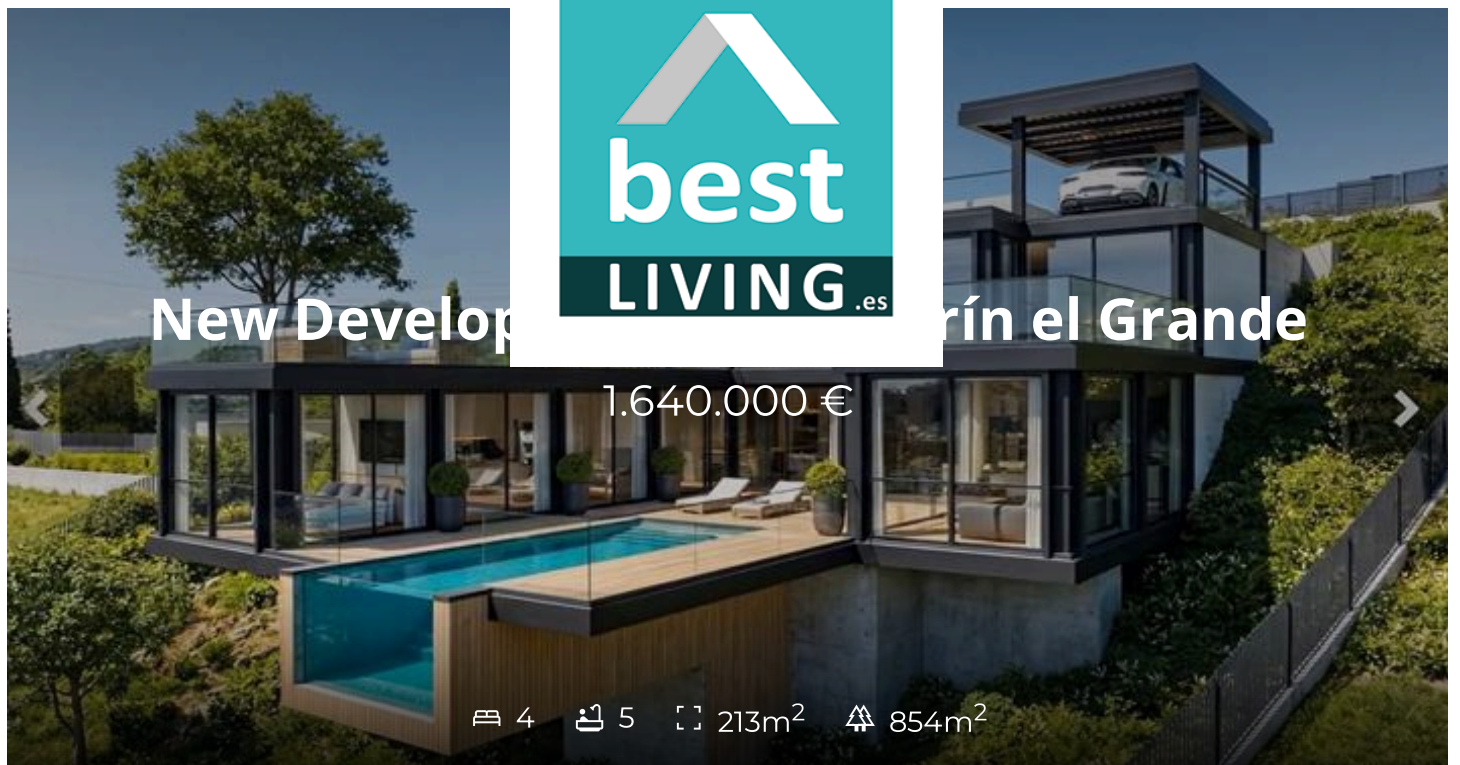 best
LIVING.es
New Develop rín el Grande
1.640.000 €
4 5 213m² 854m²